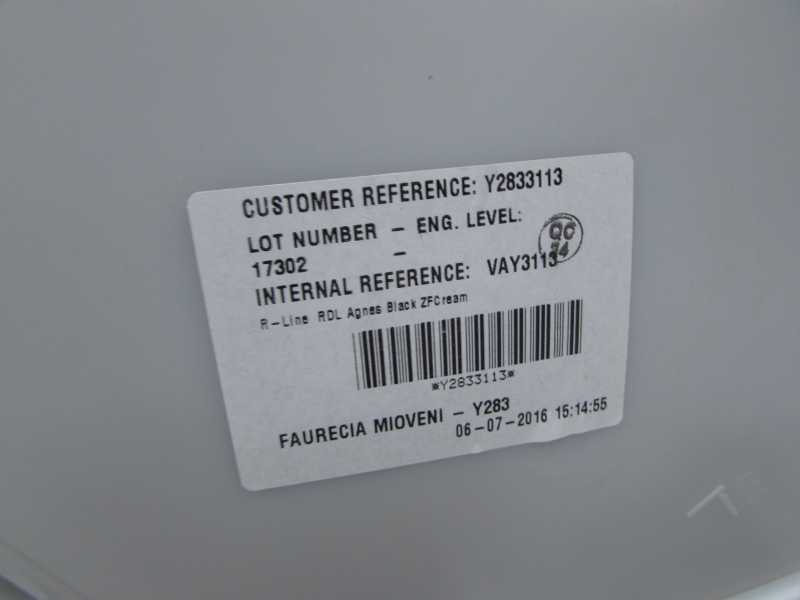 CUSTOMER REFERENCE: Y2833113
LOT NUMBER - ENG. LEVEL:
17302 -
QC
24
INTERNAL REFERENCE: VAY3113
R-Line RDL Agnes Black ZFCream
*Y2833113*
FAURECIA MIOVENI - Y283
06-07-2016 15:14:55